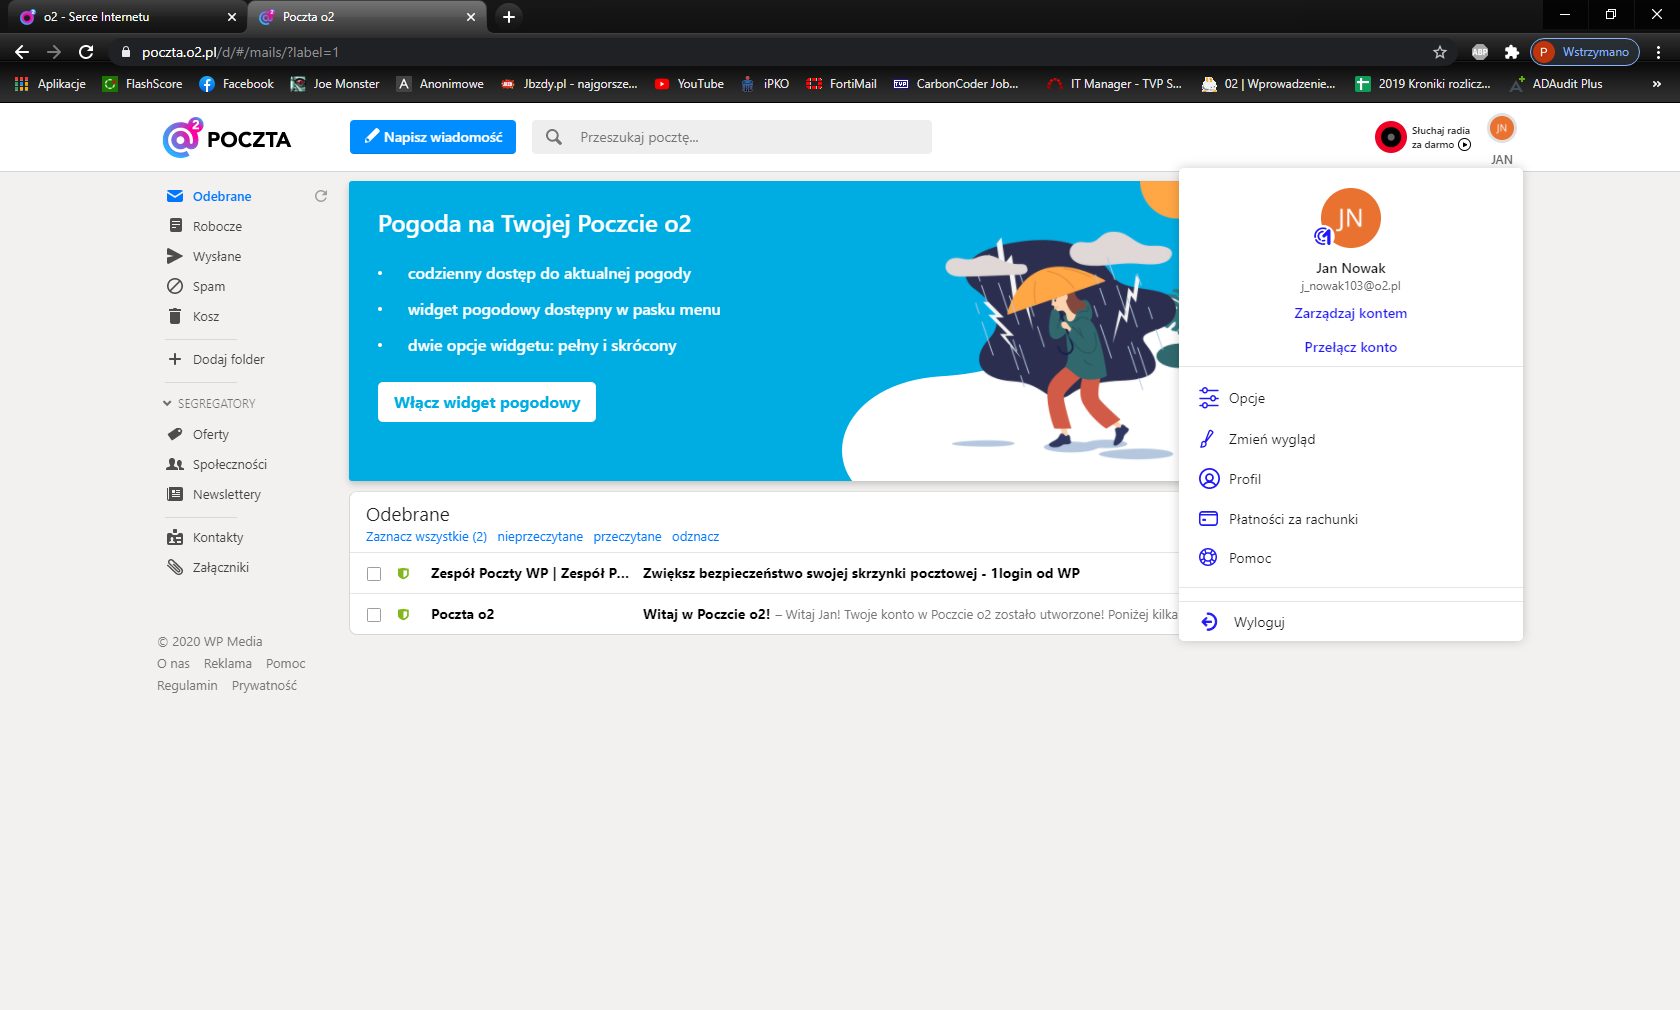 o2 - Serce Internetu
Poczta o2
poczta.o2.pl/d/#/mails/?label=1
ABP
P Wstrzymano
Aplikacje FlashScore Facebook Joe Monster A Anonimowe Jbzdy.pl - najgorsze... YouTube iPKO FortiMail CarbonCoder Job... IT Manager - TVP S... 02 | Wprowadzenie... 2019 Kroniki rozlicz... ADAudit Plus »
@2 POCZTA
Napisz wiadomość
Przeszukaj pocztę...
Słuchaj radia
za darmo
JN
JAN
Odebrane
Robocze
Wysłane
Spam
Kosz
Dodaj folder
SEGREGATORY
Oferty
Społeczności
Newslettery
Kontakty
Załączniki
© 2020 WP Media
O nas Reklama Pomoc
Regulamin Prywatność
Pogoda na Twojej Poczcie o2
• codzienny dostęp do aktualnej pogody
• widget pogodowy dostępny w pasku menu
• dwie opcje widgetu: pełny i skrócony
Włącz widget pogodowy
Odebrane
Zaznacz wszystkie (2) nieprzeczytane przeczytane odznacz
Zespół Poczty WP | Zespół P... Zwiększ bezpieczeństwo swojej skrzynki pocztowej - 1login od WP
Poczta o2 Witaj w Poczcie o2! – Witaj Jan! Twoje konto w Poczcie o2 zostało utworzone! Poniżej kilka
JN
Jan Nowak
j_nowak103@o2.pl
Zarządzaj kontem
Przełącz konto
Opcje
Zmień wygląd
Profil
Płatności za rachunki
Pomoc
Wyloguj